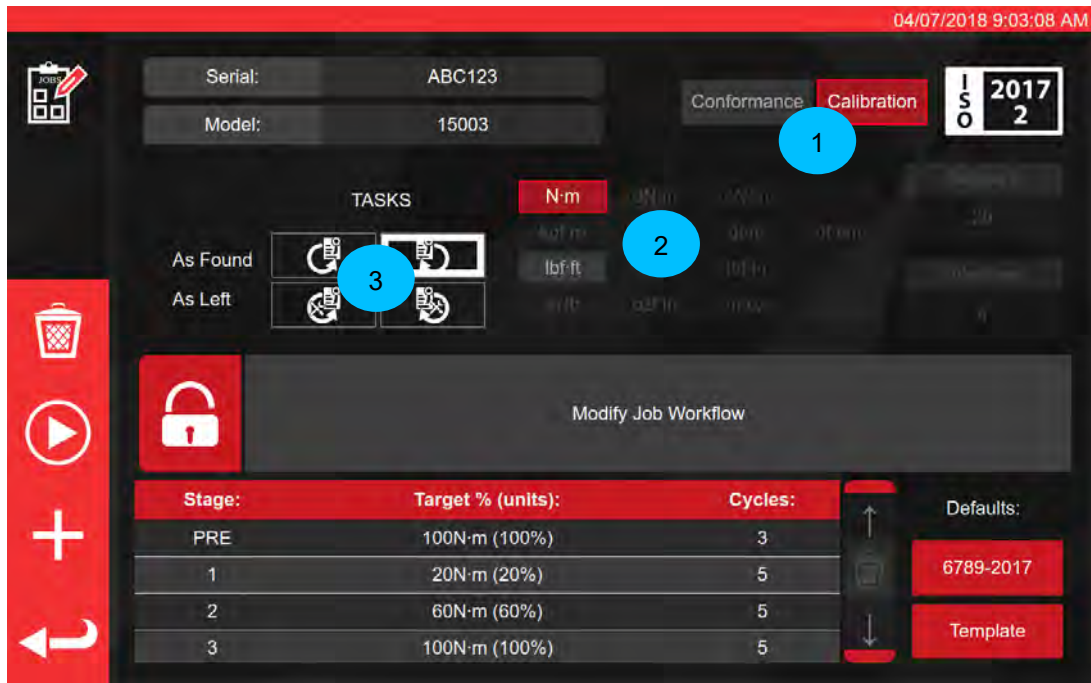 04/07/2018 9:03:08 AM
JOBS
Serial: ABC123
Conformance Calibration
ISO 2017 2
Model: 15003
1
TASKS
N·m
2
As Found
lbf·ft
3
As Left
Modify Job Workflow
Stage: Target % (units): Cycles:
Defaults:
PRE 100N·m (100%) 3
1 20N·m (20%) 5
6789-2017
2 60N·m (60%) 5
Template
3 100N·m (100%) 5